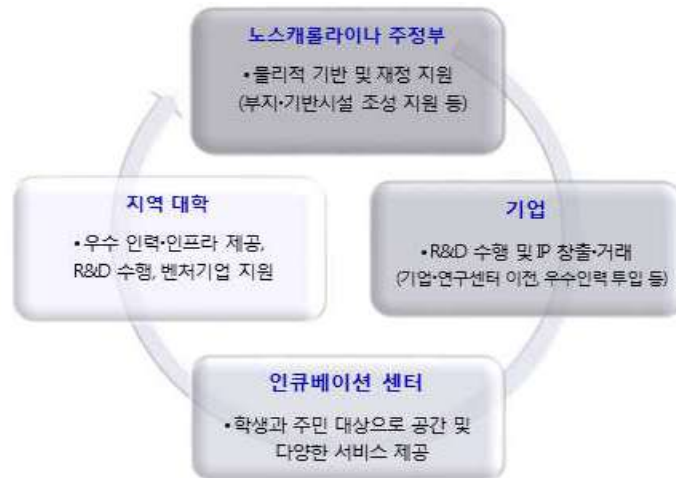 노스캐롤라이나 주정부
•물리적 기반 및 재정 지원
(부지•기반시설 조성 지원 등)
지역 대학
•우수 인력•인프라 제공,
R&D 수행, 벤처기업 지원
기업
•R&D 수행 및 IP 창출•거래
(기업•연구센터 이전, 우수인력 투입 등)
인큐베이션 센터
•학생과 주민 대상으로 공간 및
다양한 서비스 제공